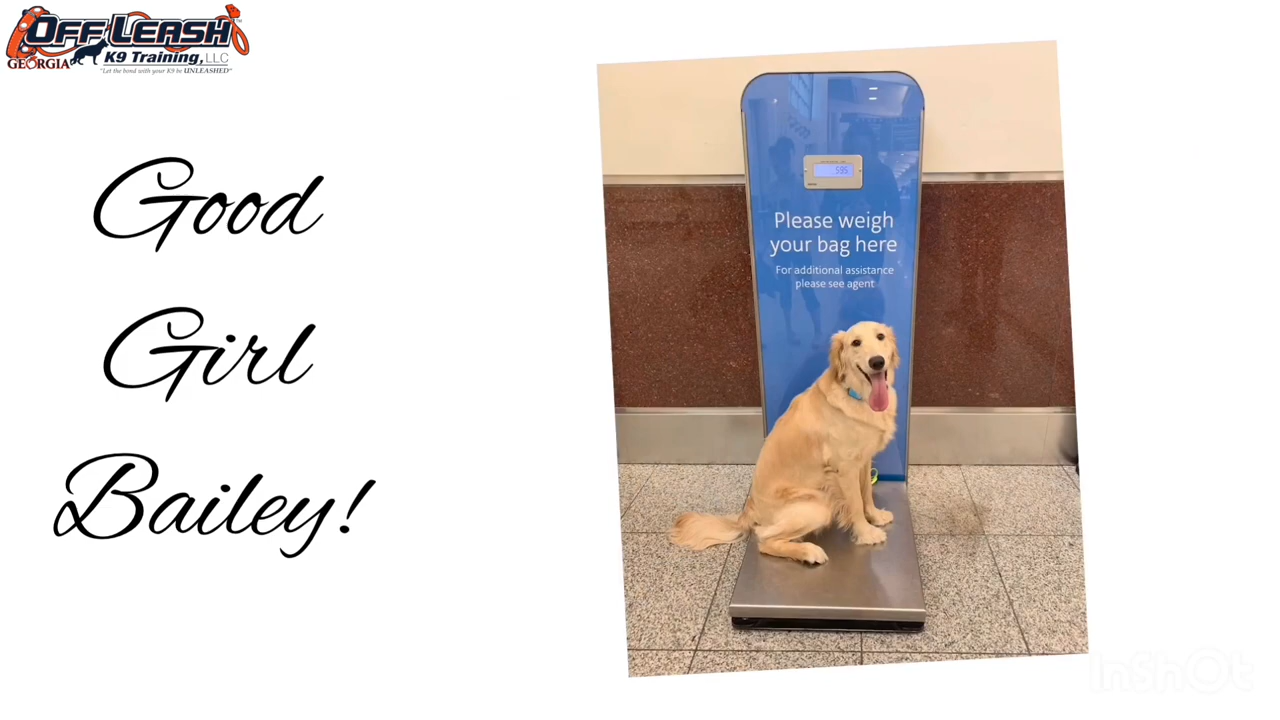 OFF LEASH
GEORGIA
K9 Training, LLC
"Let the bond with your K9 be UNLEASHED"
Good
Girl
Bailey!
Please weigh
your bag here
For additional assistance
please see agent
InShOt